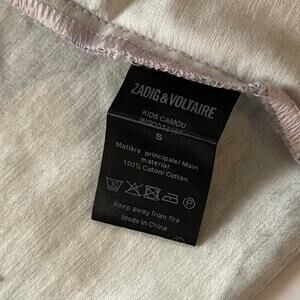 ZADIG&VOLTAIRE
KIDS CAMOU
S
Matière principale/ Main
material:
100% Coton/ Cotton
Keep away from fire
Made in China